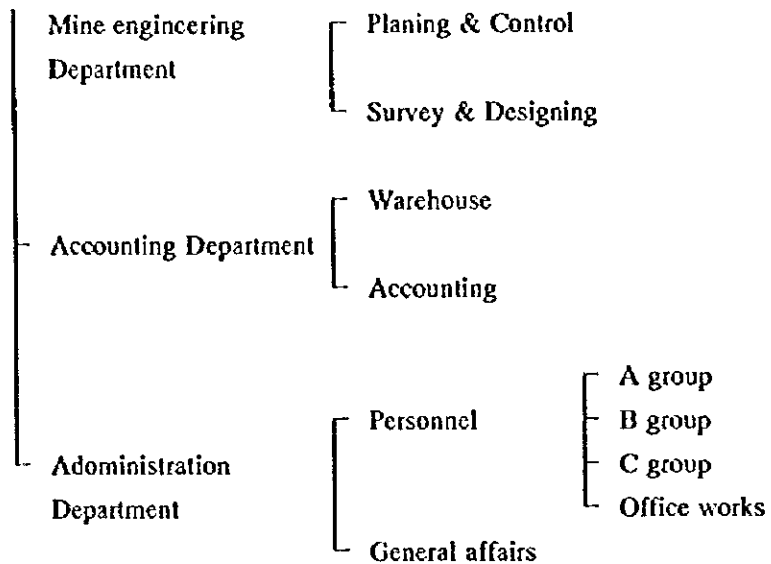 Mine engincering
Department
Planing & Control
Survey & Designing
Accounting Department
Warehouse
Accounting
Adoministration
Department
Personnel
General affairs
A group
B group
C group
Office works